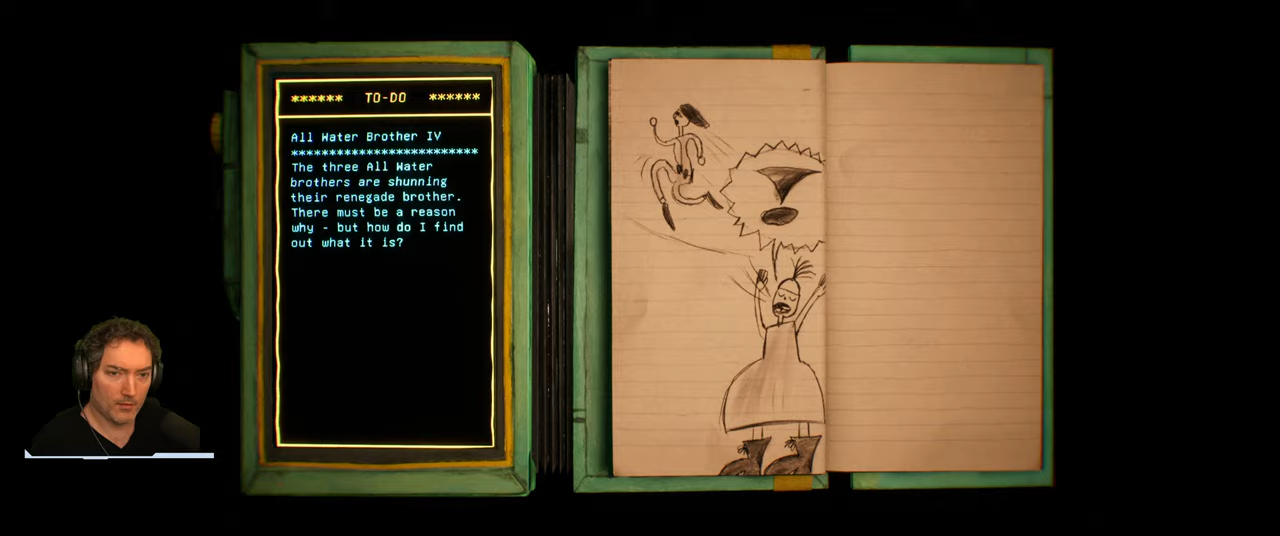 ****** TO-DO ******
All Water Brother IV
*************************
The three All Water
brothers are shunning
their renegade brother.
There must be a reason
why - but how do I find
out what it is?